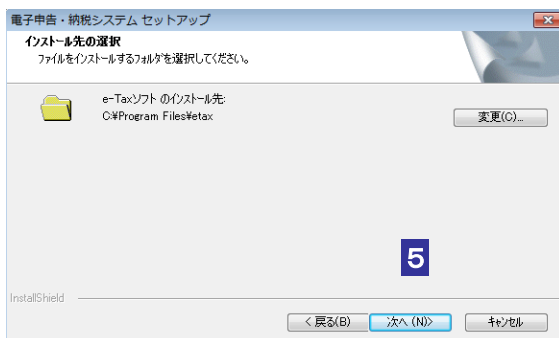 電子申告・納税システム セットアップ
インストール先の選択
ファイルをインストールするフォルダを選択してください。
e-Taxソフト のインストール先:
C:¥Program Files¥etax
変更(C)...
5
InstallShield
< 戻る(B)
次へ (N)>
キャンセル